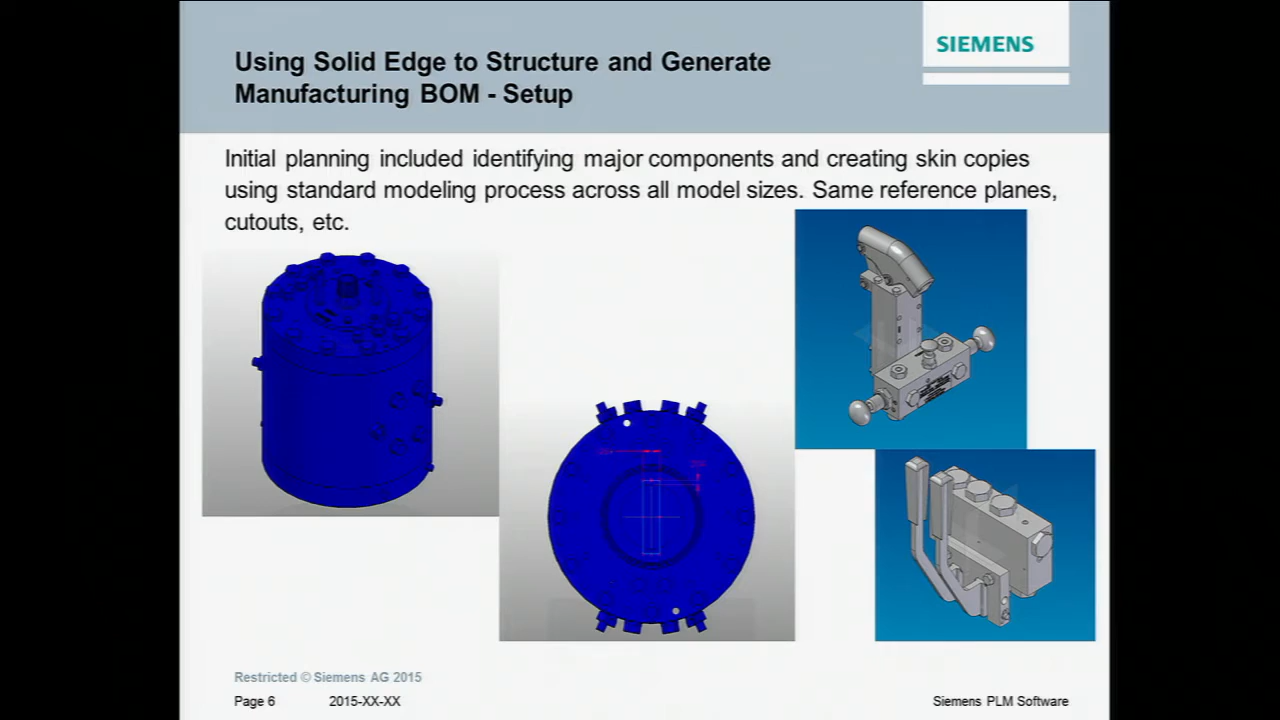 Using Solid Edge to Structure and Generate
Manufacturing BOM - Setup
SIEMENS
Initial planning included identifying major components and creating skin copies
using standard modeling process across all model sizes. Same reference planes,
cutouts, etc.
Restricted © Siemens AG 2015
Page 6
2015-XX-XX
Siemens PLM Software